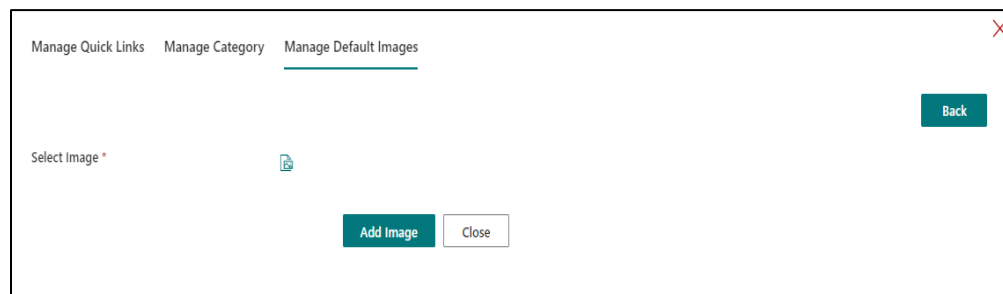 Manage Quick Links Manage Category Manage Default Images
Back
Select Image *
Add Image Close